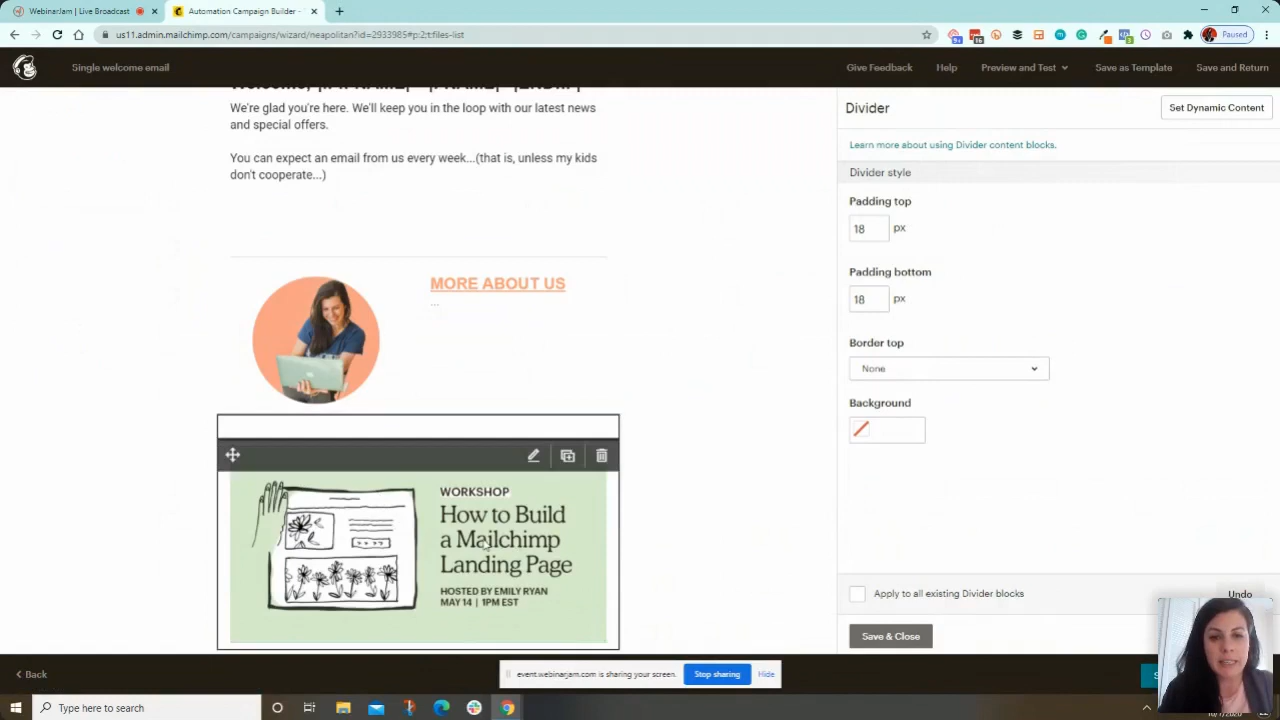 WebinarJam | Live Broadcast
Automation Campaign Builder -
us11.admin.mailchimp.com/campaigns/wizard/neapolitan?id=2933985#p:2;t:files-list
Paused
Single welcome email
Give Feedback
Help
Preview and Test
Save as Template
Save and Return
We're glad you're here. We'll keep you in the loop with our latest news
and special offers.
You can expect an email from us every week...(that is, unless my kids
don't cooperate...)
MORE ABOUT US
...
WORKSHOP
How to Build
a Mailchimp
Landing Page
HOSTED BY EMILY RYAN
MAY 14 | 1PM EST
Divider
Set Dynamic Content
Learn more about using Divider content blocks.
Divider style
Padding top
18 px
Padding bottom
18 px
Border top
None
Background
Apply to all existing Divider blocks
Undo
Save & Close
Back
event.webinarjam.com is sharing your screen.
Stop sharing
Hide
Type here to search